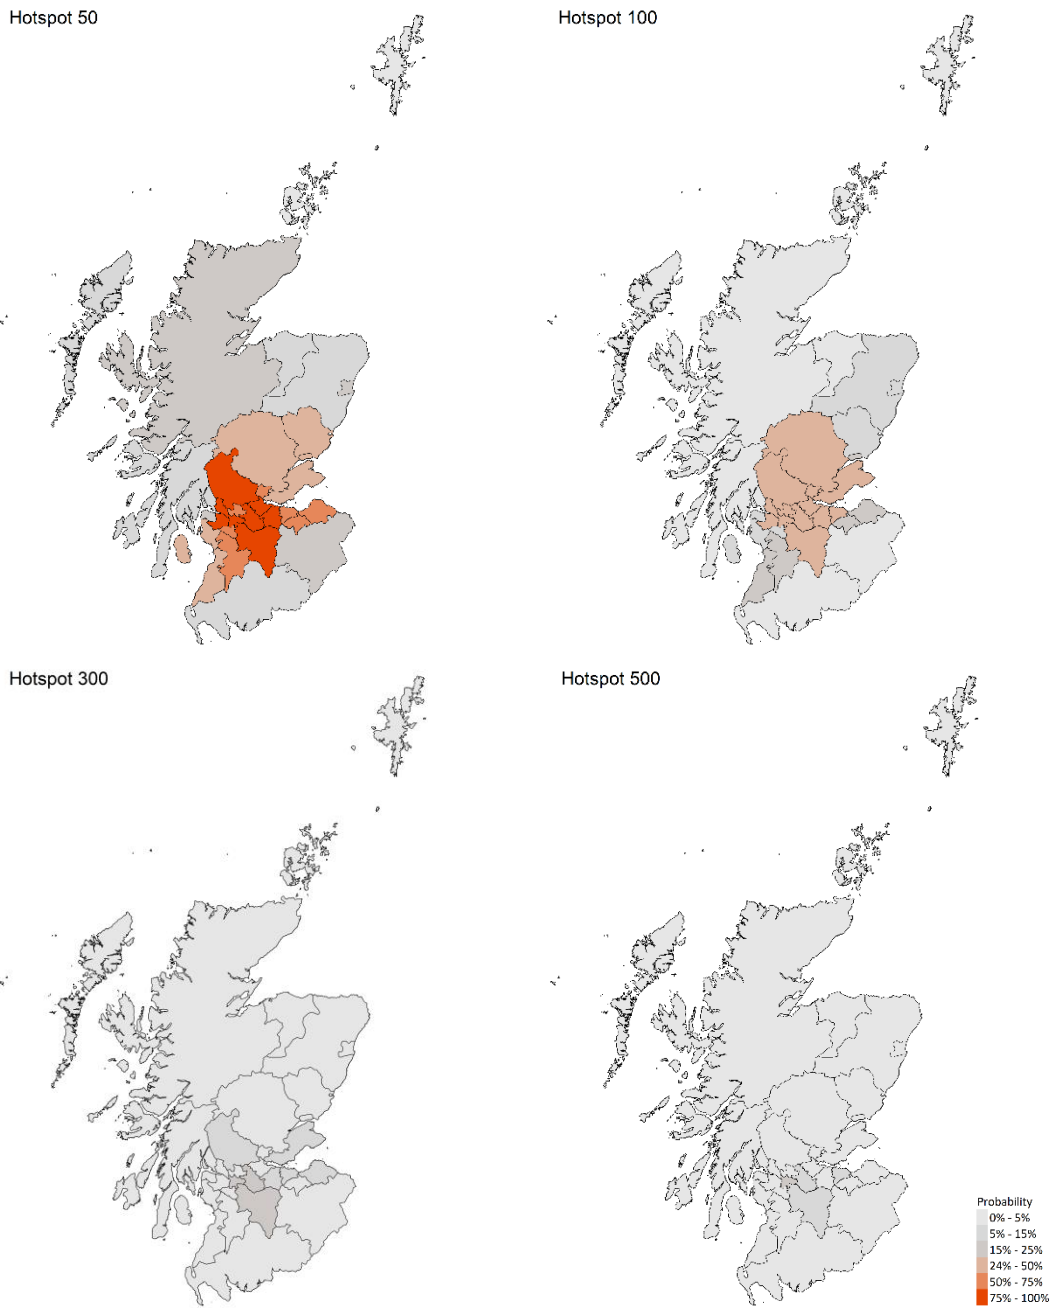 Hotspot 50
Hotspot 100
Hotspot 300
Hotspot 500
Probability
0% - 5%
5% - 15%
15% - 25%
24% - 50%
50% - 75%
75% - 100%